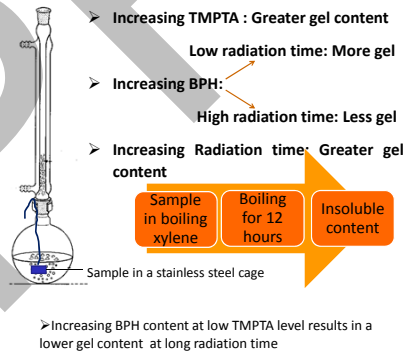 ➢ Increasing TMPTA : Greater gel content
Low radiation time: More gel
➢ Increasing BPH:
High radiation time: Less gel
➢ Increasing Radiation time: Greater gel
content
Sample
in boiling
xylene
Boiling
for 12
hours
Insoluble
content
Sample in a stainless steel cage
➢Increasing BPH content at low TMPTA level results in a
lower gel content at long radiation time